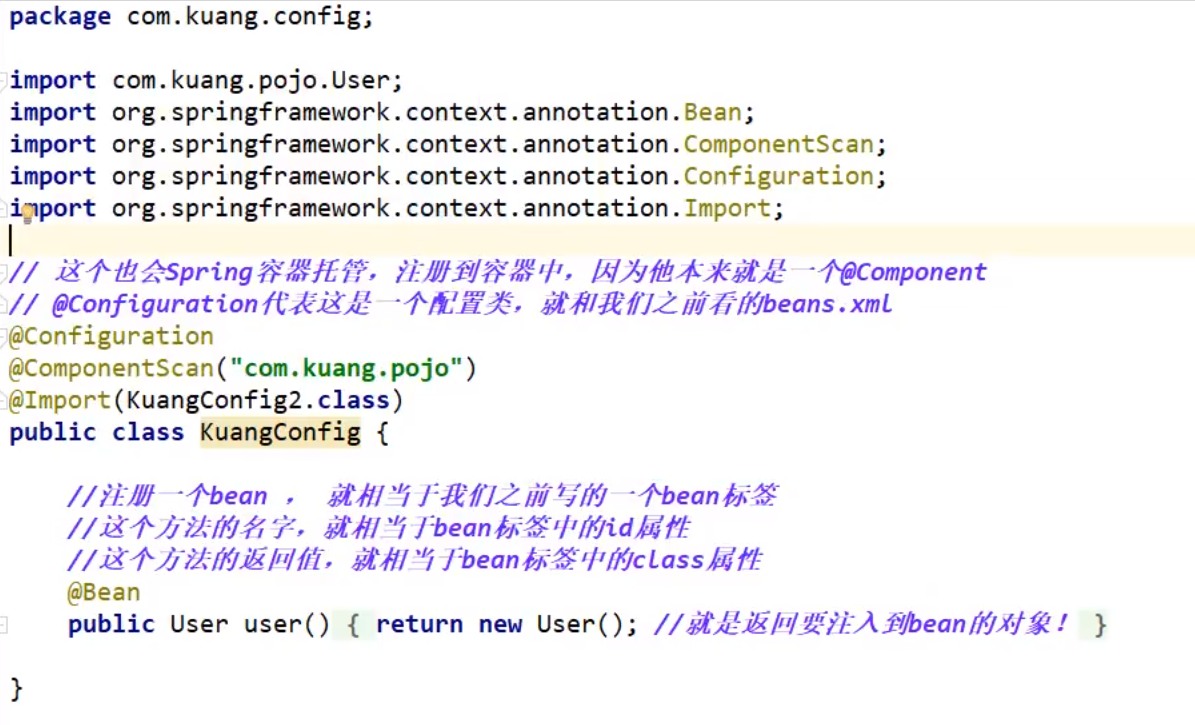 package com.kuang.config;
import com.kuang.pojo.User;
import org.springframework.context.annotation.Bean;
import org.springframework.context.annotation.ComponentScan;
import org.springframework.context.annotation.Configuration;
import org.springframework.context.annotation.Import;
// 这个也会Spring容器托管，注册到容器中，因为他本来就是一个@Component
// @Configuration代表这是一个配置类，就和我们之前看的beans.xml
@Configuration
@ComponentScan("com.kuang.pojo")
@Import(KuangConfig2.class)
public class KuangConfig {
//注册一个bean ， 就相当于我们之前写的一个bean标签
//这个方法的名字，就相当于bean标签中的id属性
//这个方法的返回值，就相当于bean标签中的class属性
@Bean
public User user() { return new User(); //就是返回要注入到bean的对象！ }
}